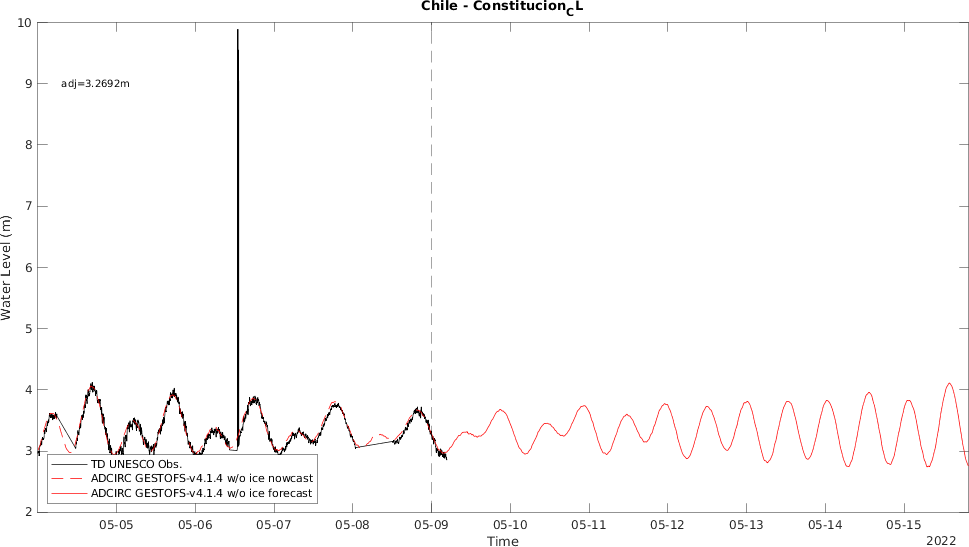 Chile - Constitucion_CL
adj=3.2692m
10
9
8
7
6
5
4
3
2
Water Level (m)
TD UNESCO Obs.
ADCIRC GESTOFS-v4.1.4 w/o ice nowcast
ADCIRC GESTOFS-v4.1.4 w/o ice forecast
05-05 05-06 05-07 05-08 05-09 05-10 05-11 05-12 05-13 05-14 05-15
Time
2022